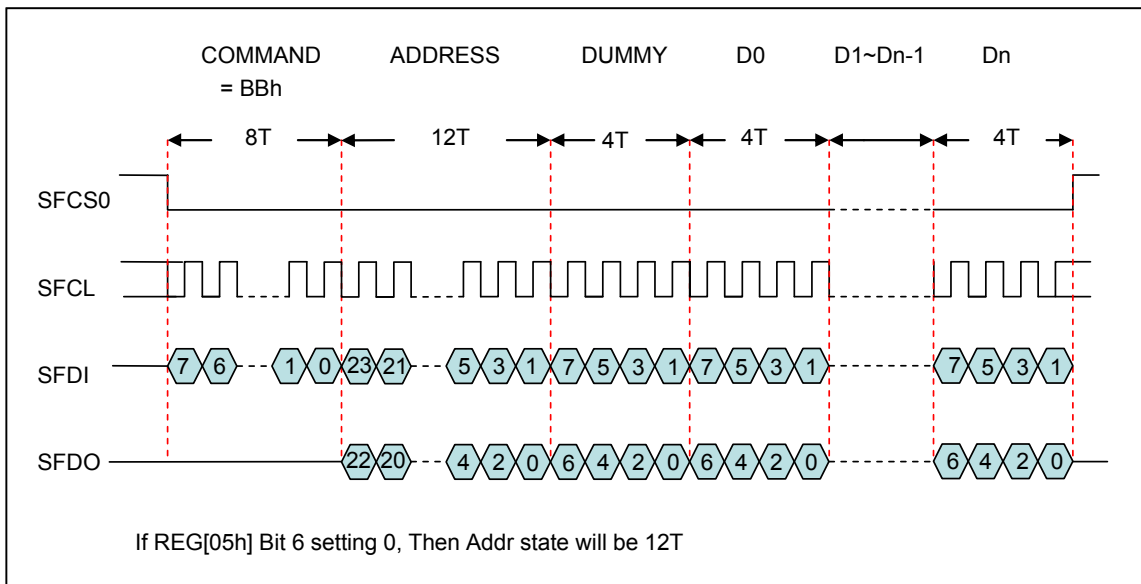 COMMAND ADDRESS DUMMY D0 D1~Dn-1 Dn
= BBh
8T 12T 4T 4T 4T
SFCS0
SFCL
SFDI 7 6 1 0 23 21 5 3 1 7 5 3 1 7 5 3 1 7 5 3 1
SFDO 22 20 4 2 0 6 4 2 0 6 4 2 0 6 4 2 0
If REG[05h] Bit 6 setting 0, Then Addr state will be 12T